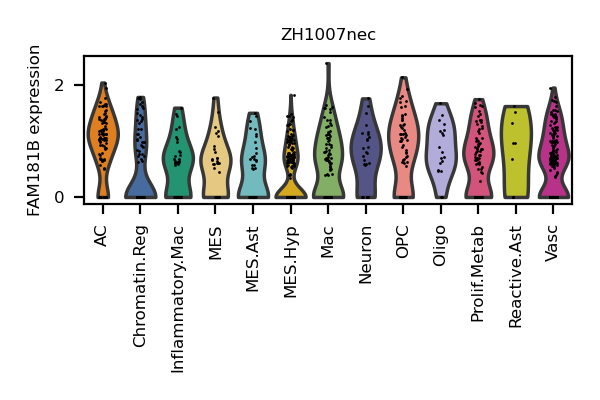 ZH1007nec
FAM181B expression
2
0
AC
Chromatin.Reg
Inflammatory.Mac
MES
MES.Ast
MES.Hyp
Mac
Neuron
OPC
Oligo
Prolif.Metab
Reactive.Ast
Vasc